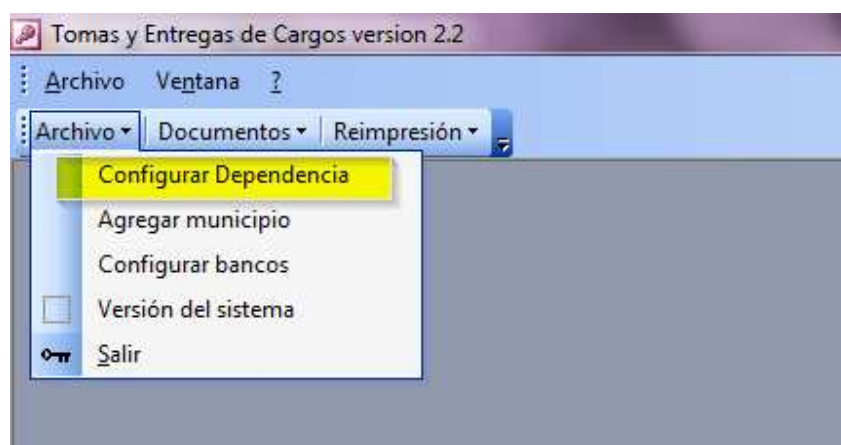 Tomas y Entregas de Cargos version 2.2
Archivo Ventana ?
Archivo Documentos Reimpresión
Configurar Dependencia
Agregar municipio
Configurar bancos
Versión del sistema
Salir